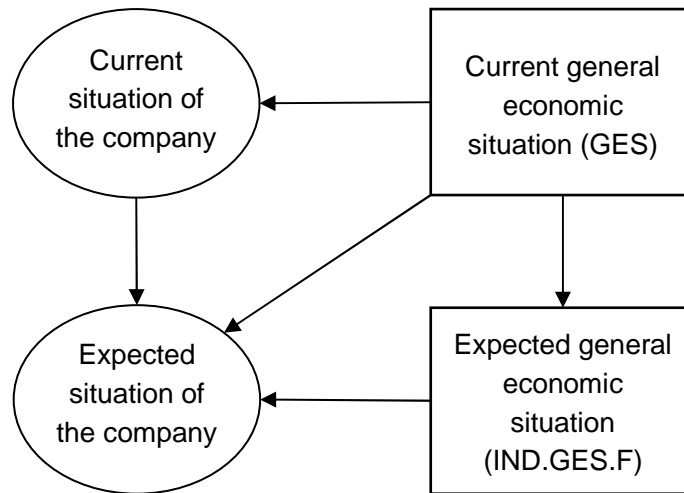 Current
situation of
the company
Current general
economic
situation (GES)
Expected
situation of
the company
Expected general
economic
situation
(IND.GES.F)